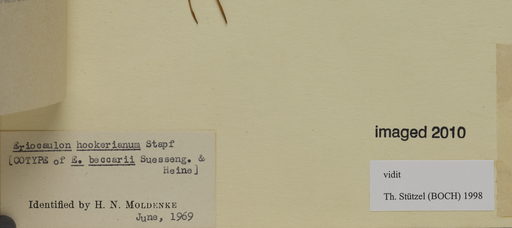 Eriocaulon hookerianum Stapf
[COTYPE of E. beccarii Suesseng. &
Heine]
Identified by H. N. MOLDENKE
June, 1969
imaged 2010
vidit
Th. Stützel (BOCH) 1998